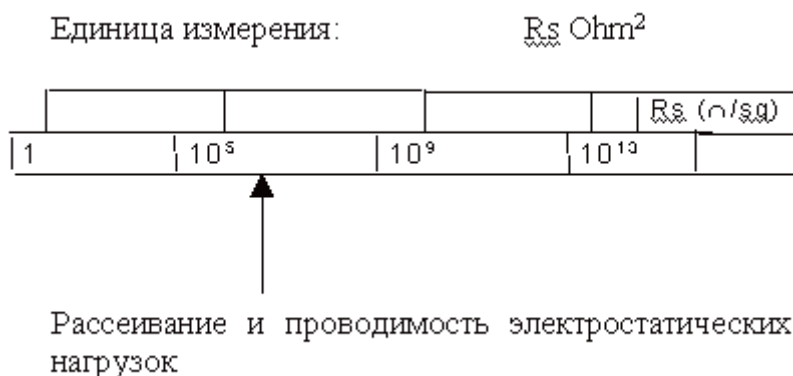 Единица измерения: Rs Ohm²
Rs (∩/sq)
1 10⁵ 10⁹ 10¹³
Рассеивание и проводимость электростатических
нагрузок